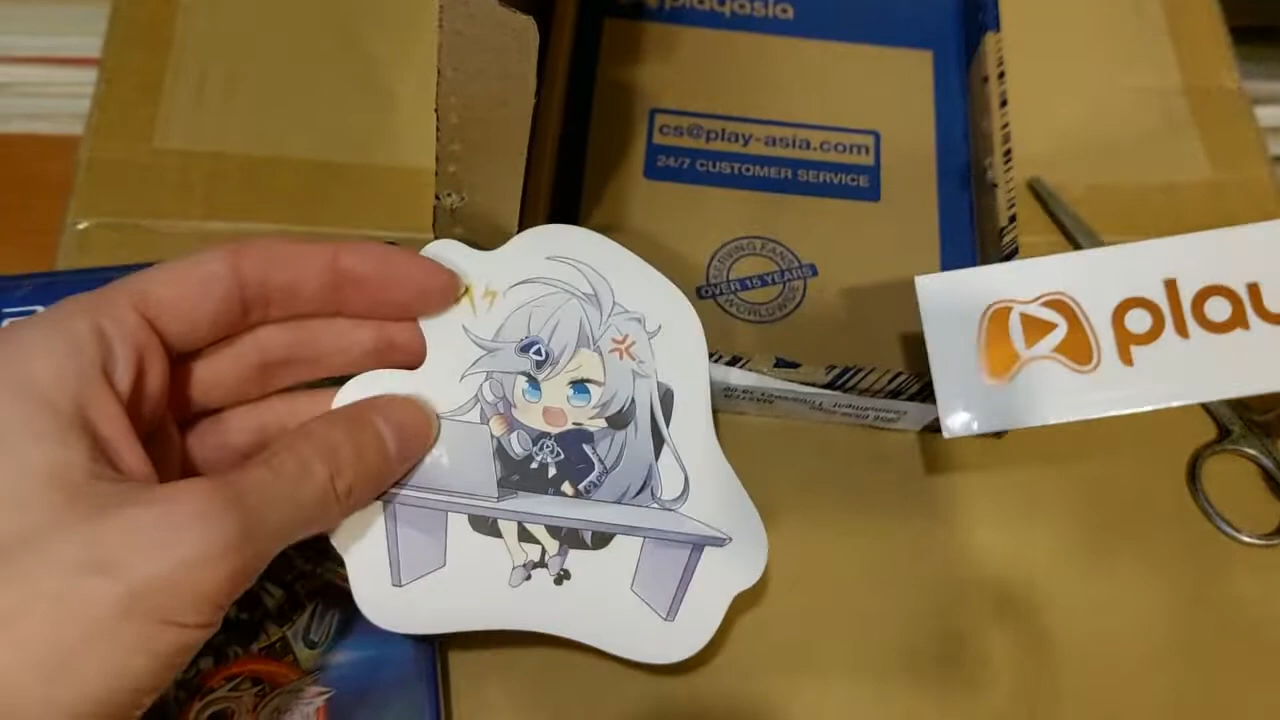 playasia
cs@play-asia.com
24/7 CUSTOMER SERVICE
SERVING FANS
OVER 15 YEARS
WORLDWIDE
play